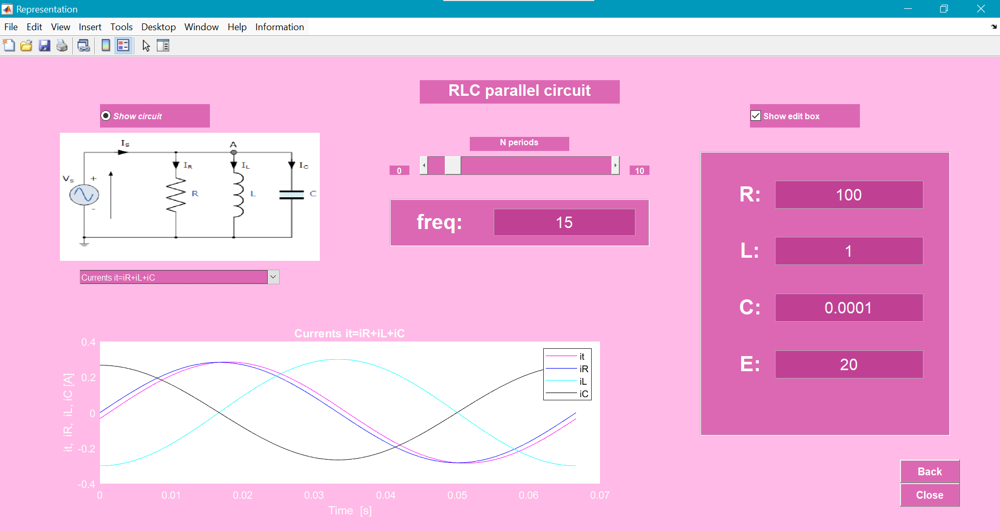 Representation
File Edit View Insert Tools Desktop Window Help Information
RLC parallel circuit
Show circuit
Show edit box
IS
A
IR
IL
IC
VS
+
R
L
C
-
N periods
0
10
freq:
15
R:
100
L:
1
C:
0.0001
E:
20
Currents it=iR+iL+iC
Currents it=iR+iL+iC
0.4
0.2
0
-0.2
-0.4
it, iR, iL, iC [A]
it
iR
iL
iC
0 0.01 0.02 0.03 0.04 0.05 0.06 0.07
Time [s]
Back
Close